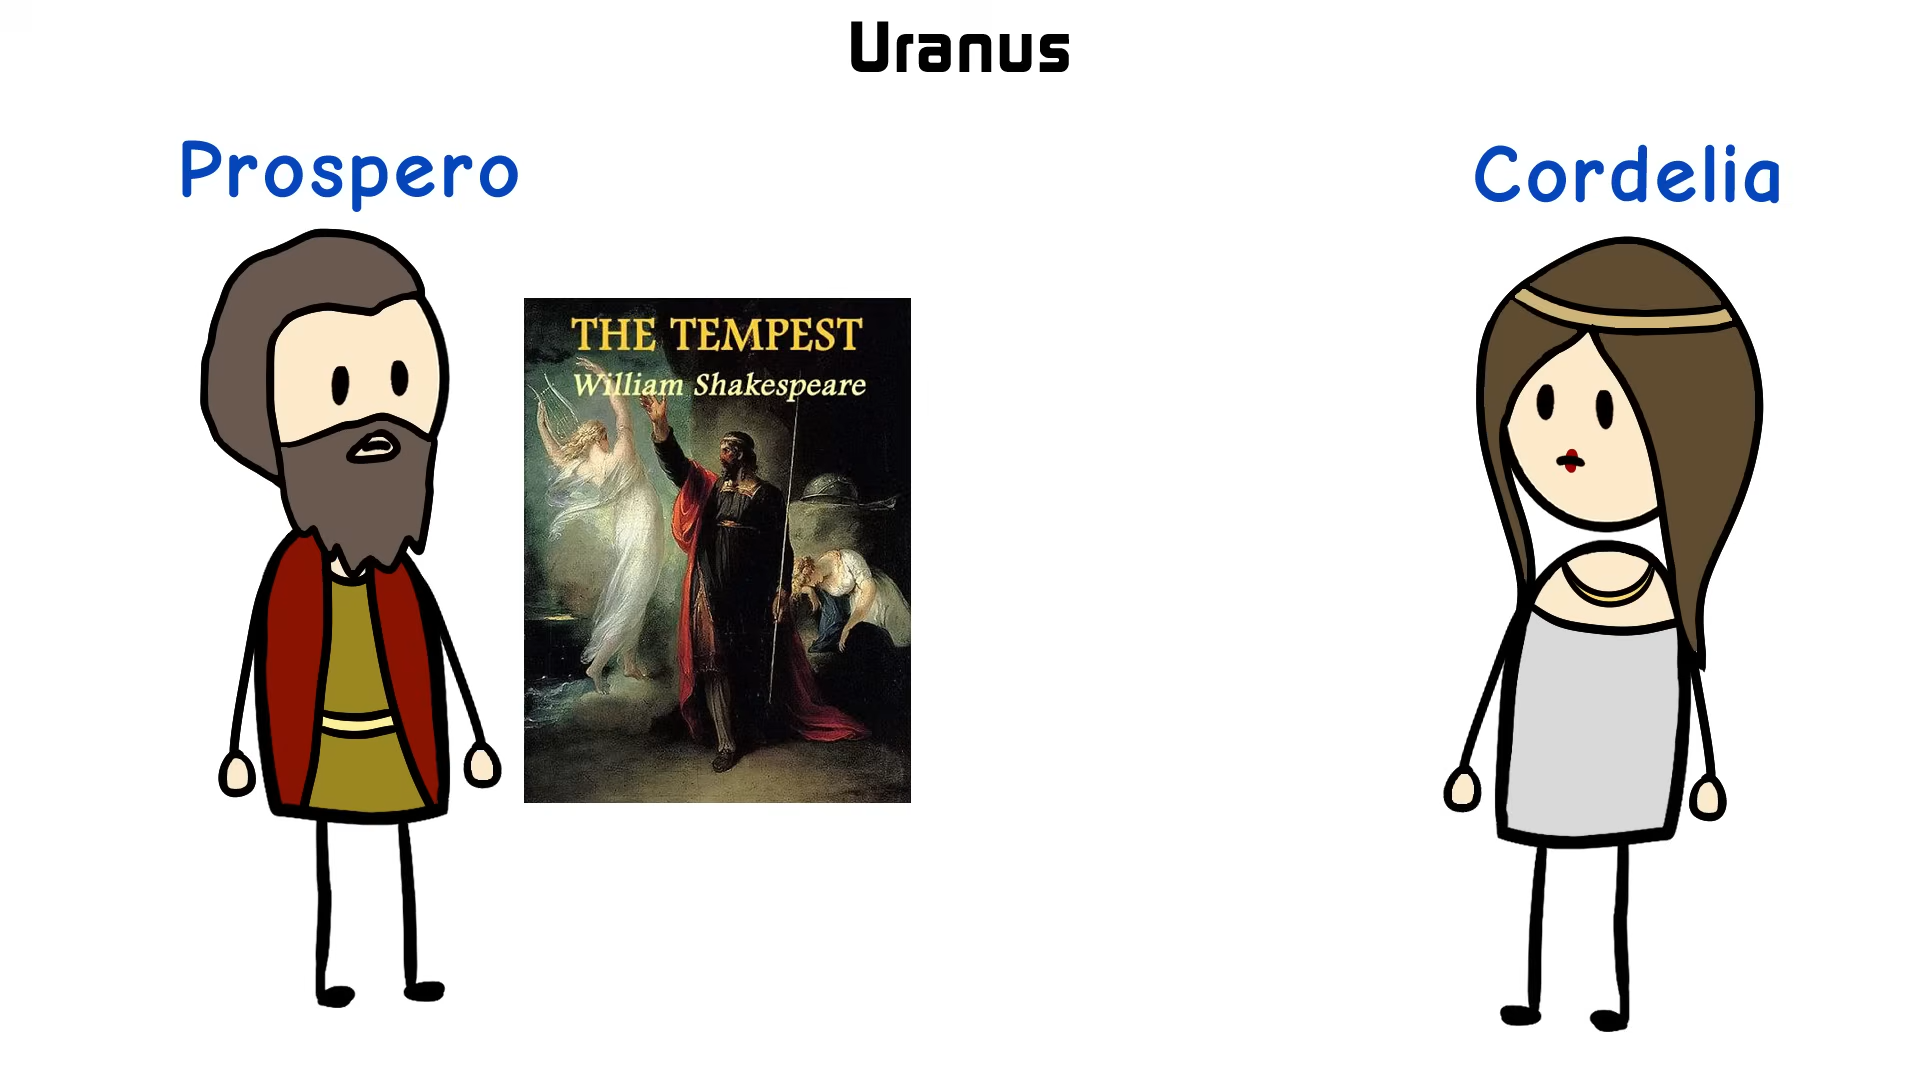 Uranus
Prospero
Cordelia
THE TEMPEST
William Shakespeare